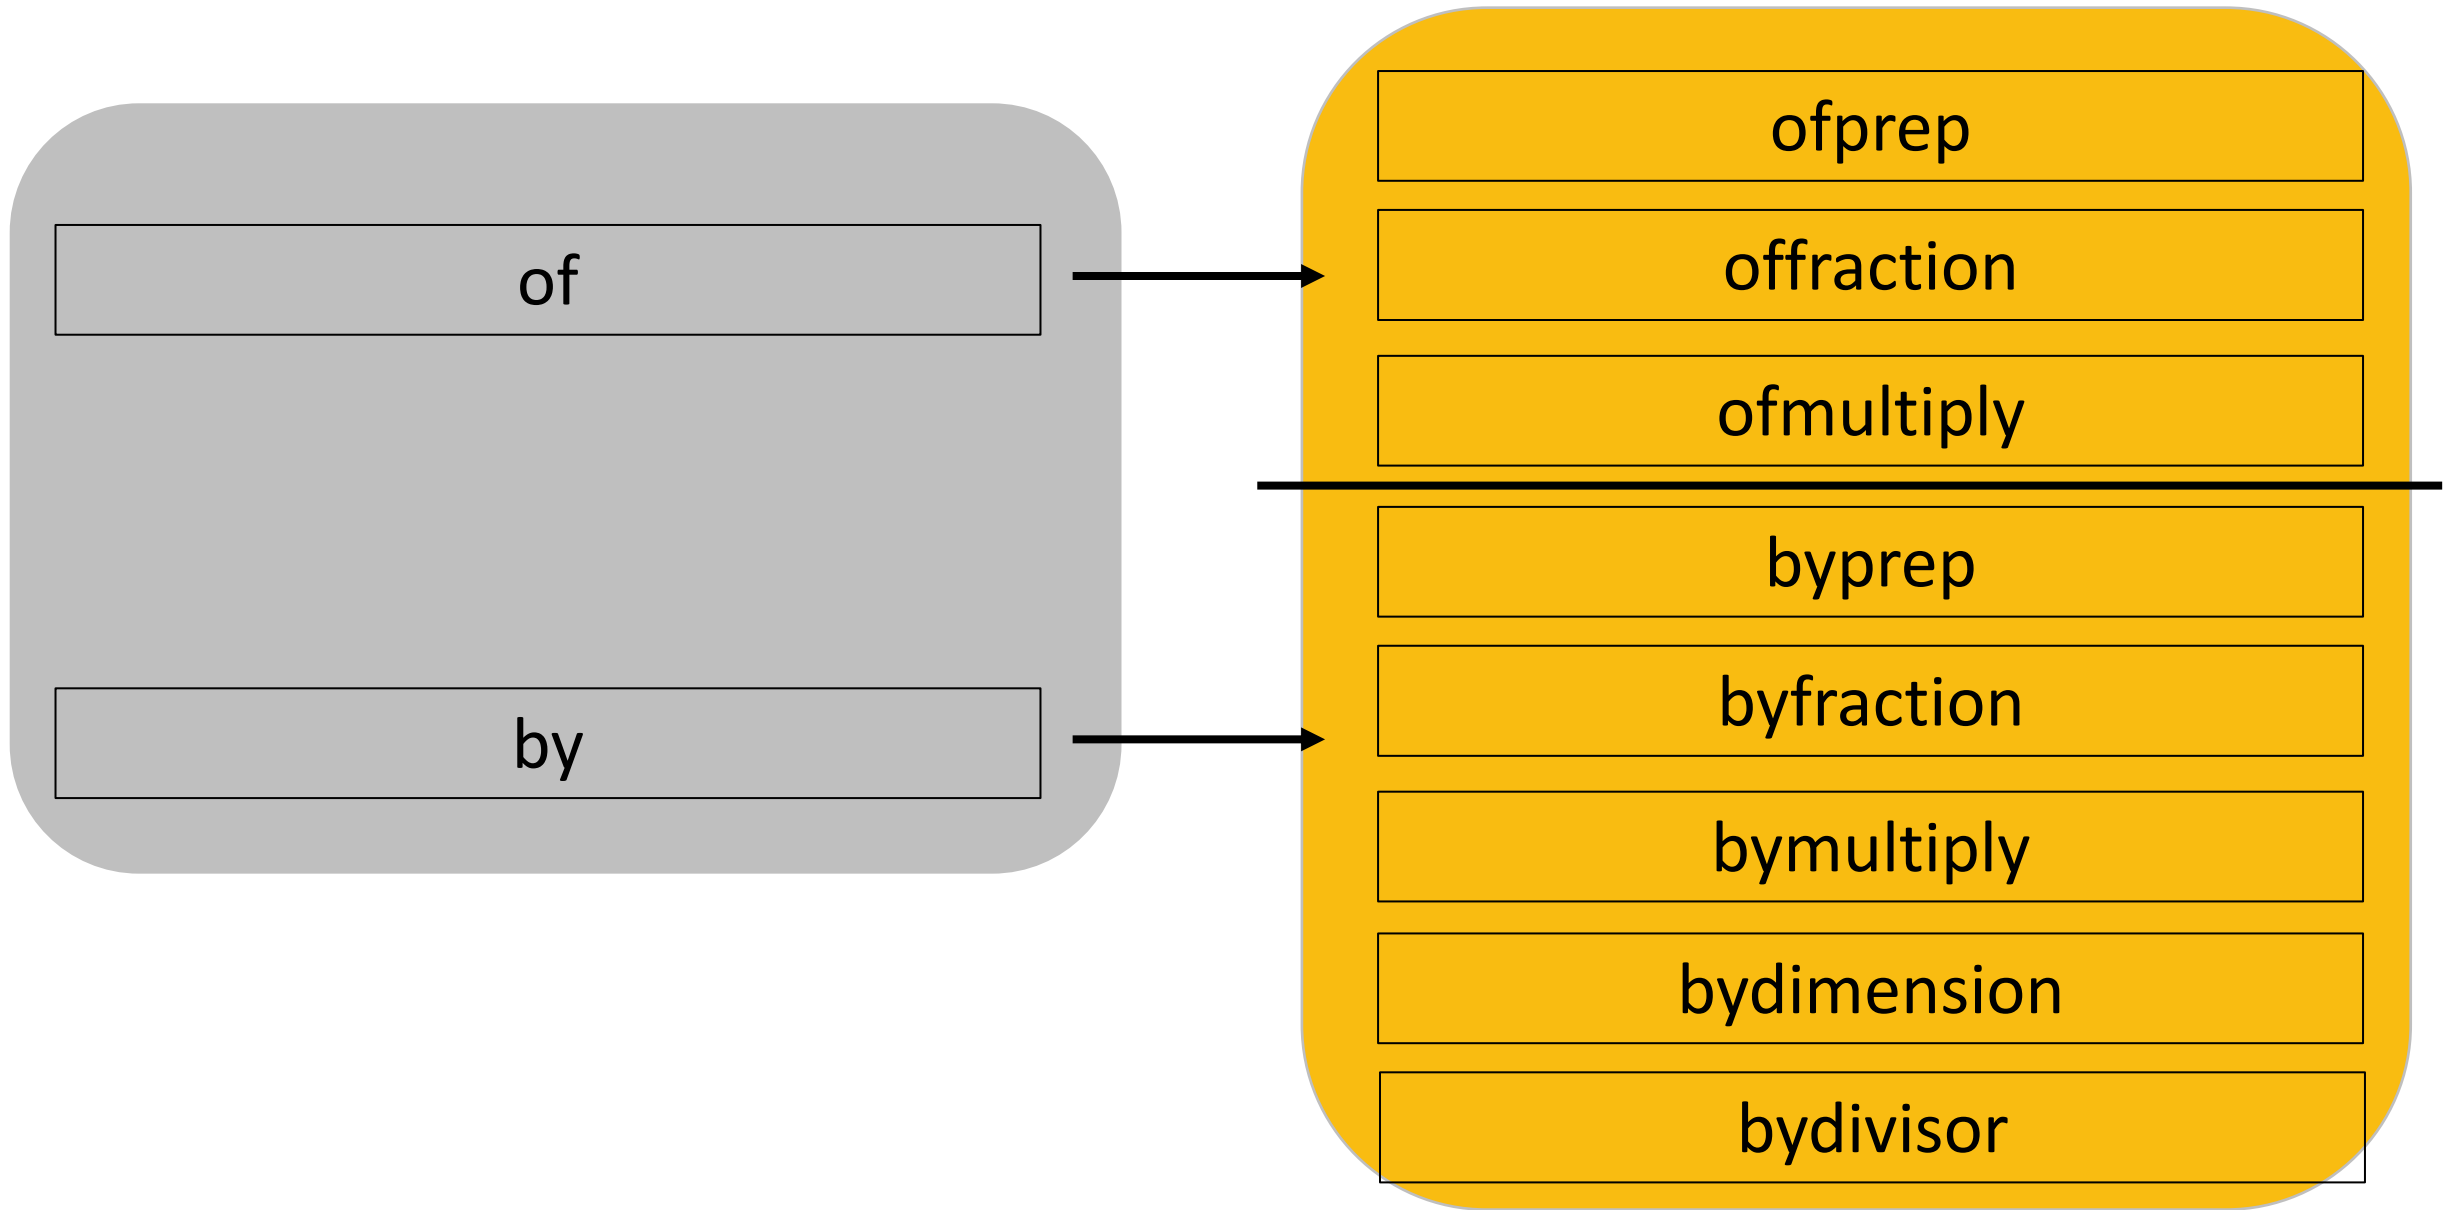 of
by
ofprep
offraction
ofmultiply
byprep
byfraction
bymultiply
bydimension
bydivisor